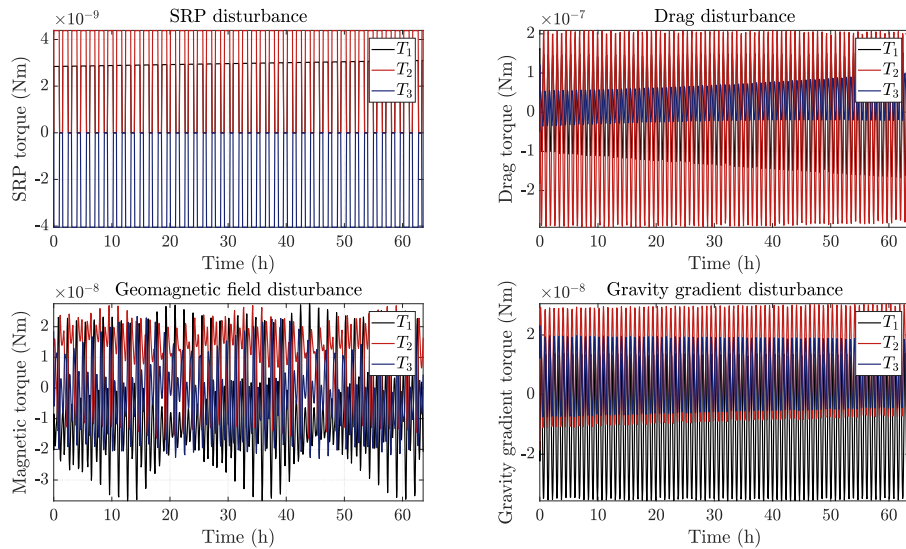 SRP disturbance
×10⁻⁹
SRP torque (Nm)
4
2
0
-2
-4
T₁
T₂
T₃
0 10 20 30 40 50 60
Time (h)
Drag disturbance
×10⁻⁷
Drag torque (Nm)
2
1
0
-1
-2
T₁
T₂
T₃
0 10 20 30 40 50 60
Time (h)
Geomagnetic field disturbance
×10⁻⁸
Magnetic torque (Nm)
2
1
0
-1
-2
-3
T₁
T₂
T₃
0 10 20 30 40 50 60
Time (h)
Gravity gradient disturbance
×10⁻⁸
Gravity gradient torque (Nm)
2
0
-2
T₁
T₂
T₃
0 10 20 30 40 50 60
Time (h)